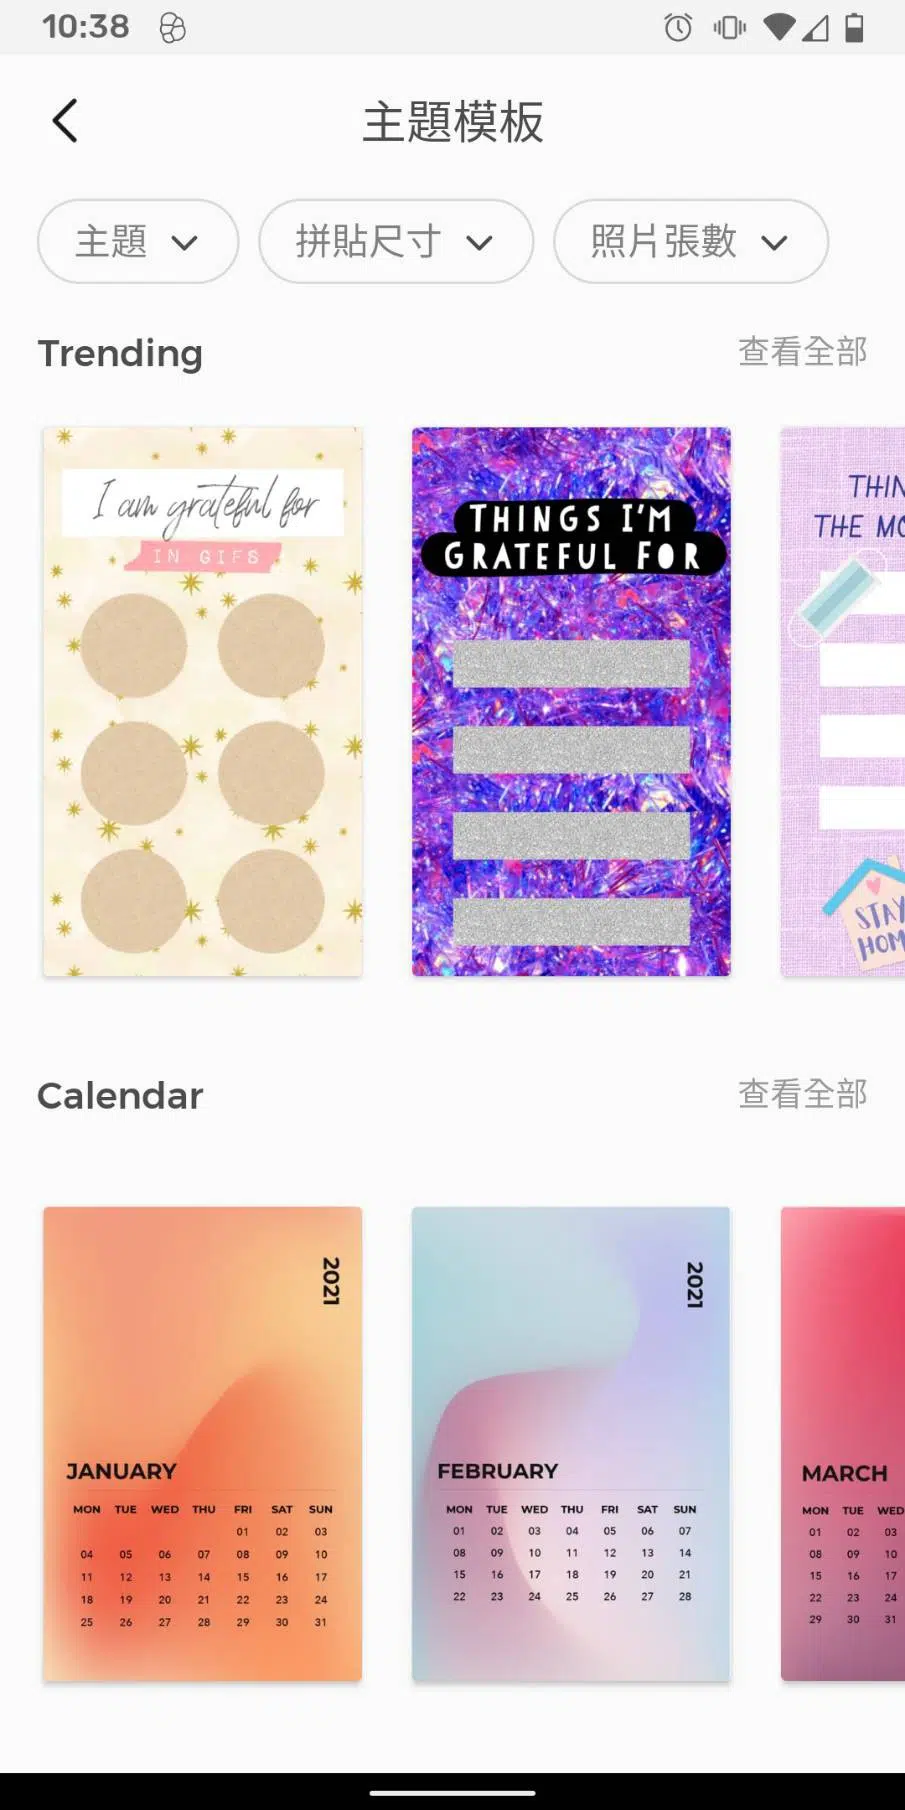 10:38
主題模板
主題
拼貼尺寸
照片張數
Trending
查看全部
I am grateful for
IN GIFS
THINGS I'M
GRATEFUL FOR
THE
STAY
Calendar
查看全部
2021
JANUARY
MON TUE WED THU FRI SAT SUN
01 02 03
04 05 06 07 08 09 10
11 12 13 14 15 16 17
18 19 20 21 22 23 24
25 26 27 28 29 30 31
2021
FEBRUARY
MON TUE WED THU FRI SAT SUN
01 02 03 04 05 06 07
08 09 10 11 12 13 14
15 16 17 18 19 20 21
22 23 24 25 26 27 28
MARCH
MON TUE WED
01 02 03
08 09 10
15 16 17
22 23 24
29 30 31